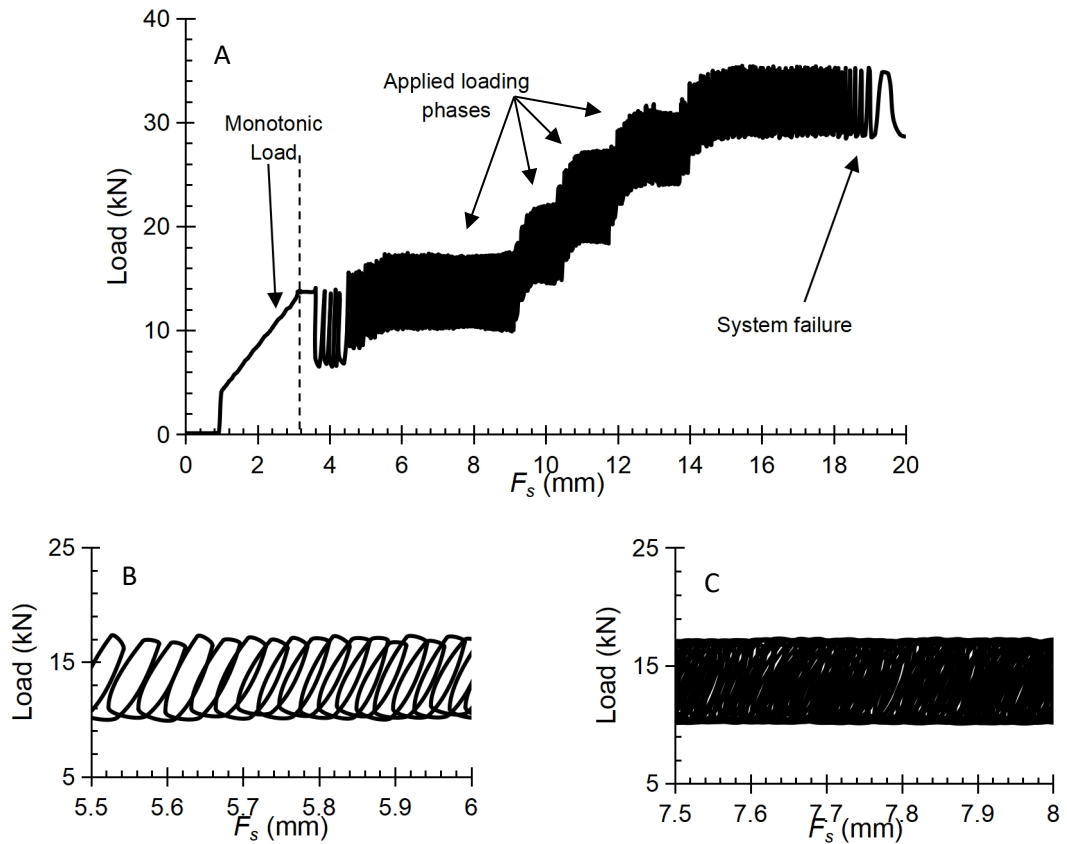 A
Applied loading
phases
Monotonic
Load
System failure
Load (kN)
40
30
20
10
0
0 2 4 6 8 10 12 14 16 18 20
Fs (mm)
B
Load (kN)
25
15
5
5.5 5.6 5.7 5.8 5.9 6
Fs (mm)
C
Load (kN)
25
15
5
7.5 7.6 7.7 7.8 7.9 8
Fs (mm)